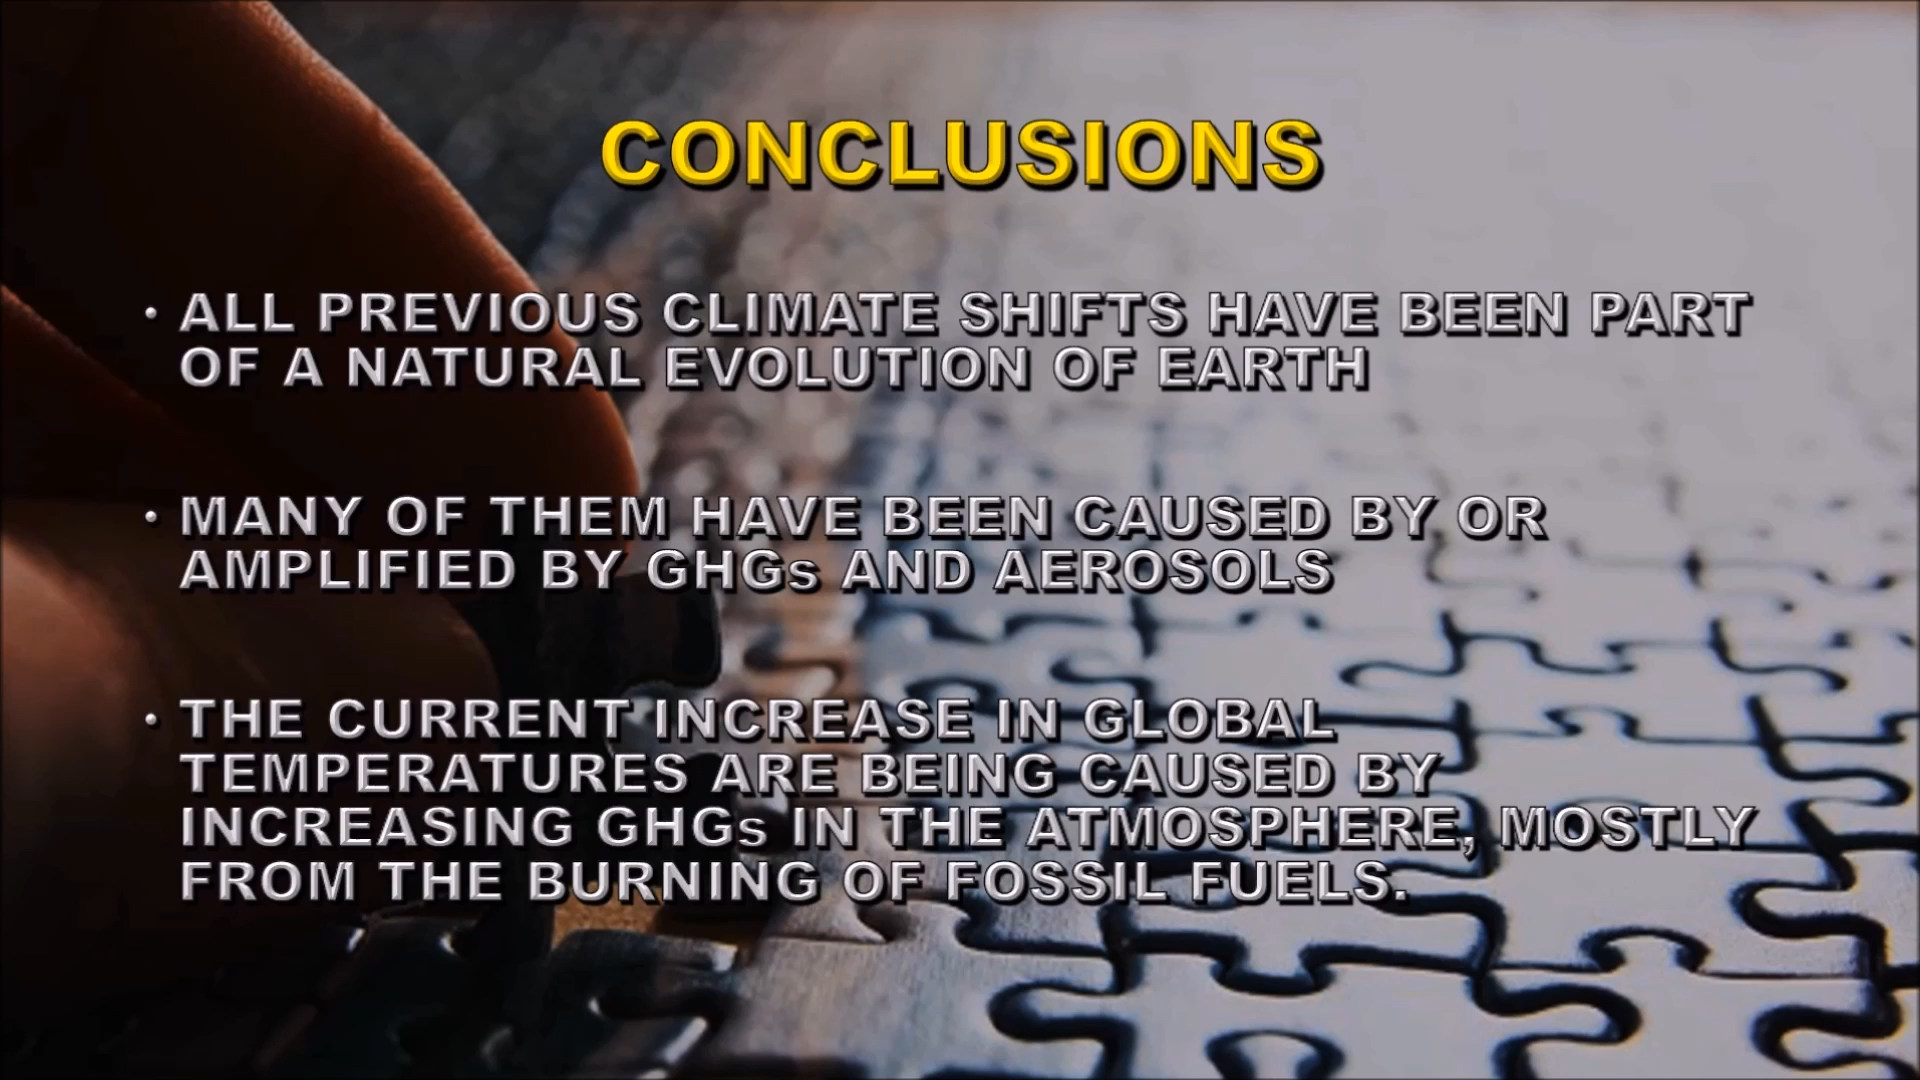 CONCLUSIONS
• ALL PREVIOUS CLIMATE SHIFTS HAVE BEEN PART
OF A NATURAL EVOLUTION OF EARTH
• MANY OF THEM HAVE BEEN CAUSED BY OR
AMPLIFIED BY GHGs AND AEROSOLS
• THE CURRENT INCREASE IN GLOBAL
TEMPERATURES ARE BEING CAUSED BY
INCREASING GHGs IN THE ATMOSPHERE, MOSTLY
FROM THE BURNING OF FOSSIL FUELS.